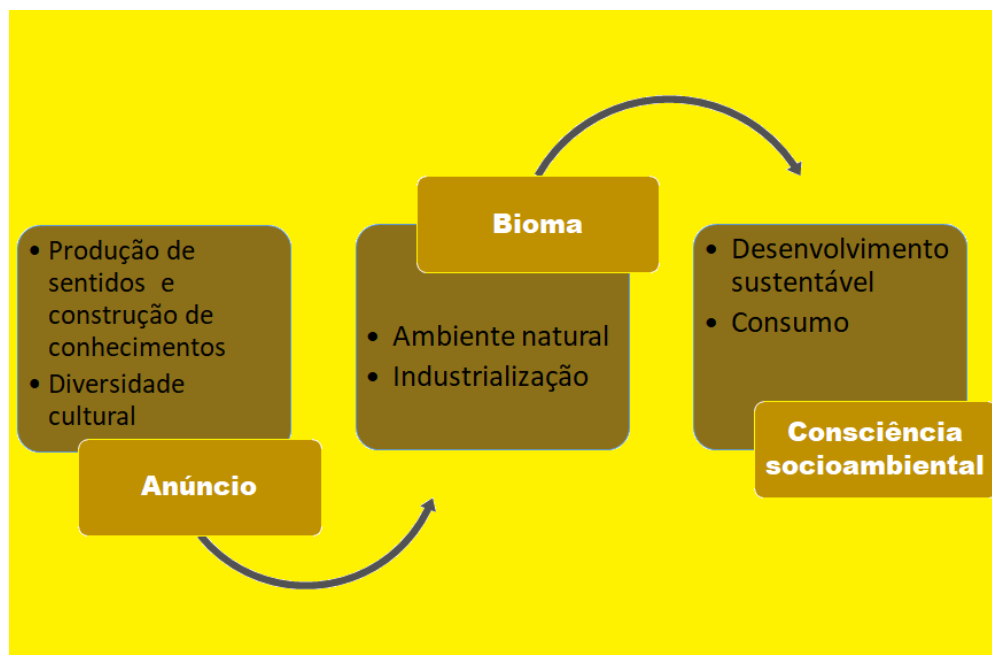 • Produção de
sentidos e
construção de
conhecimentos
• Diversidade
cultural
Anúncio
Bioma
• Ambiente natural
• Industrialização
• Desenvolvimento
sustentável
• Consumo
Consciência
socioambiental